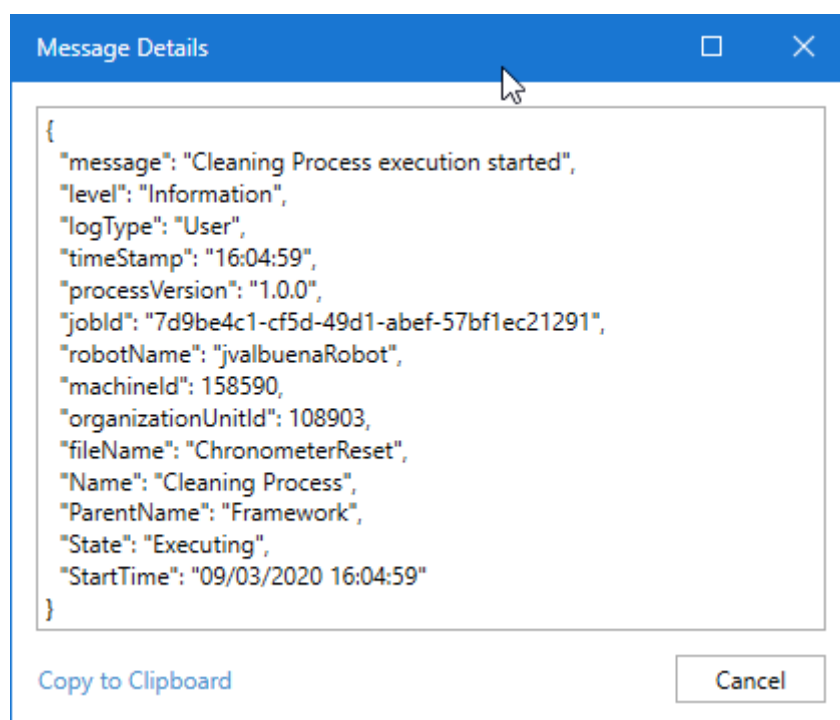 Message Details
{
"message": "Cleaning Process execution started",
"level": "Information",
"logType": "User",
"timeStamp": "16:04:59",
"processVersion": "1.0.0",
"jobId": "7d9be4c1-cf5d-49d1-abef-57bf1ec21291",
"robotName": "jvalbuenaRobot",
"machineId": 158590,
"organizationUnitId": 108903,
"fileName": "ChronometerReset",
"Name": "Cleaning Process",
"ParentName": "Framework",
"State": "Executing",
"StartTime": "09/03/2020 16:04:59"
}
Copy to Clipboard
Cancel